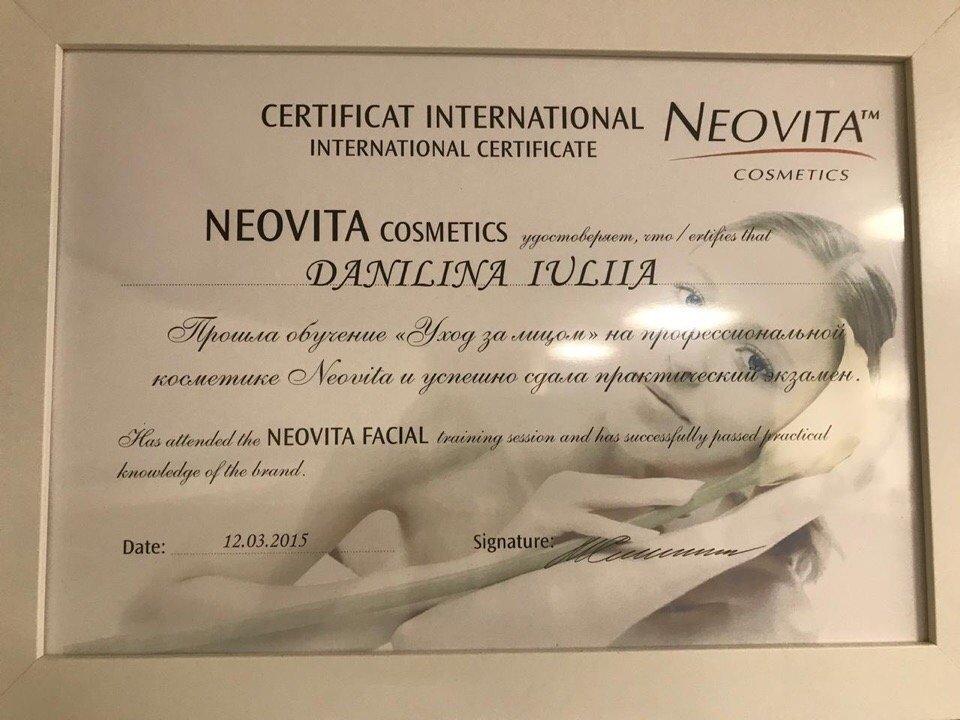 CERTIFICAT INTERNATIONAL
INTERNATIONAL CERTIFICATE
NEOVITA™
COSMETICS
NEOVITA COSMETICS удостоверяет, что / ertifies that
DANILINA IULIIA
Прошла обучение «Уход за лицом» на профессиональной
косметике Neovita и успешно сдала практический экзамен.
Has attended the NEOVITA FACIAL training session and has successfully passed practical
knowledge of the brand.
Date: 12.03.2015
Signature: